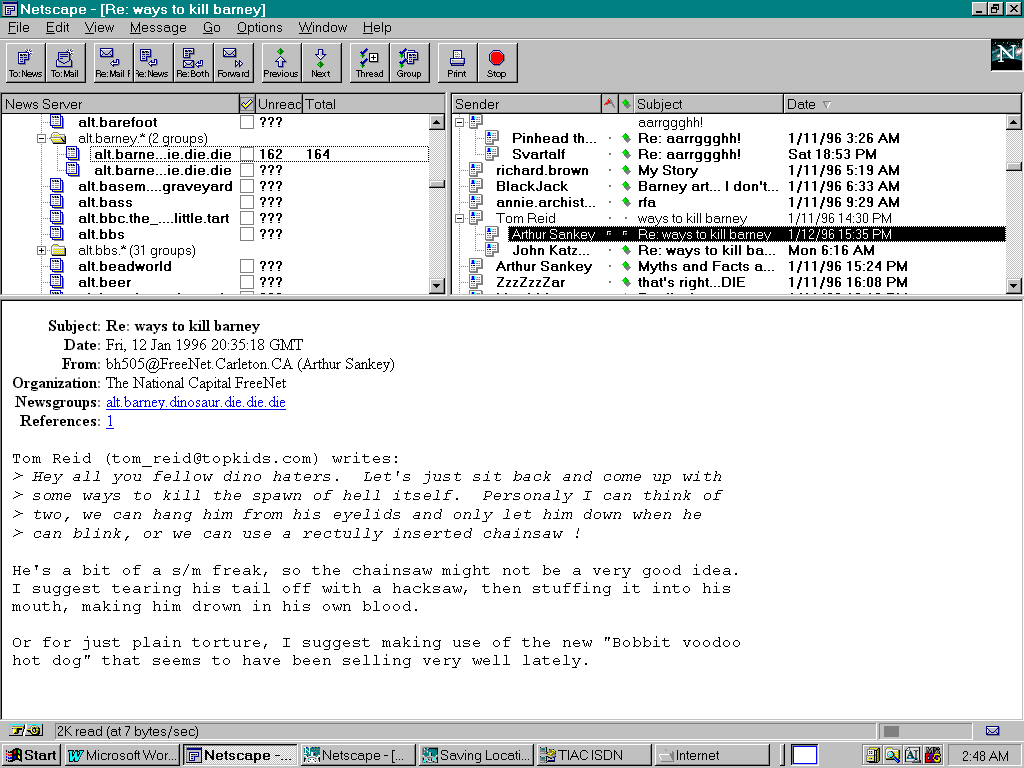 Netscape - [Re: ways to kill barney]
File Edit View Message Go Options Window Help
To:News To:Mail Re:Mail Re:News Re:Both Forward Previous Next Thread Group Print Stop
News Server Unread Total
alt.barefoot ???
alt.barney.* (2 groups)
alt.barne...ie.die.die 162 164
alt.barne...ie.die.die ???
alt.basem....graveyard ???
alt.bass ???
alt.bbc.the_....little.tart ???
alt.bbs ???
alt.bbs.* (31 groups)
alt.beadworld ???
alt.beer ???
Sender Subject Date
aarrggghh!
Pinhead th... Re: aarrggghh! 1/11/96 3:26 AM
Svartalf Re: aarrggghh! Sat 18:53 PM
richard.brown My Story 1/11/96 5:19 AM
BlackJack Barney art... I don't... 1/11/96 6:33 AM
annie.archist... rfa 1/11/96 9:29 AM
Tom Reid ways to kill barney 1/11/96 14:30 PM
Arthur Sankey Re: ways to kill barney 1/12/96 15:35 PM
John Katz... Re: ways to kill ba... Mon 6:16 AM
Arthur Sankey Myths and Facts a... 1/11/96 15:24 PM
ZzzZzzZar that's right...DIE 1/11/96 16:08 PM
Subject: Re: ways to kill barney
Date: Fri, 12 Jan 1996 20:35:18 GMT
From: bh505@FreeNet.Carleton.CA (Arthur Sankey)
Organization: The National Capital FreeNet
Newsgroups: alt.barney.dinosaur.die.die.die
References: 1
Tom Reid (tom_reid@topkids.com) writes:
> Hey all you fellow dino haters.  Let's just sit back and come up with
> some ways to kill the spawn of hell itself.  Personaly I can think of
> two, we can hang him from his eyelids and only let him down when he
> can blink, or we can use a rectully inserted chainsaw !
He's a bit of a s/m freak, so the chainsaw might not be a very good idea.
I suggest tearing his tail off with a hacksaw, then stuffing it into his
mouth, making him drown in his own blood.
Or for just plain torture, I suggest making use of the new "Bobbit voodoo
hot dog" that seems to have been selling very well lately.
2K read (at 7 bytes/sec)
Start Microsoft Wor... Netscape -... Netscape - [... Saving Locati... TIAC ISDN Internet 2:48 AM